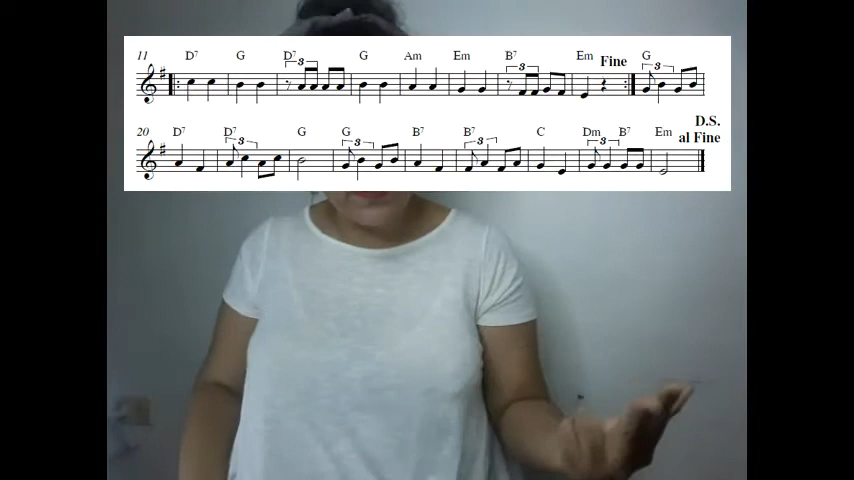 11 D7 G D7 G Am Em B7 Em Fine G
3 3 3
D.S.
20 D7 D7 G G B7 B7 C Dm B7 Em al Fine
3 3 3 3